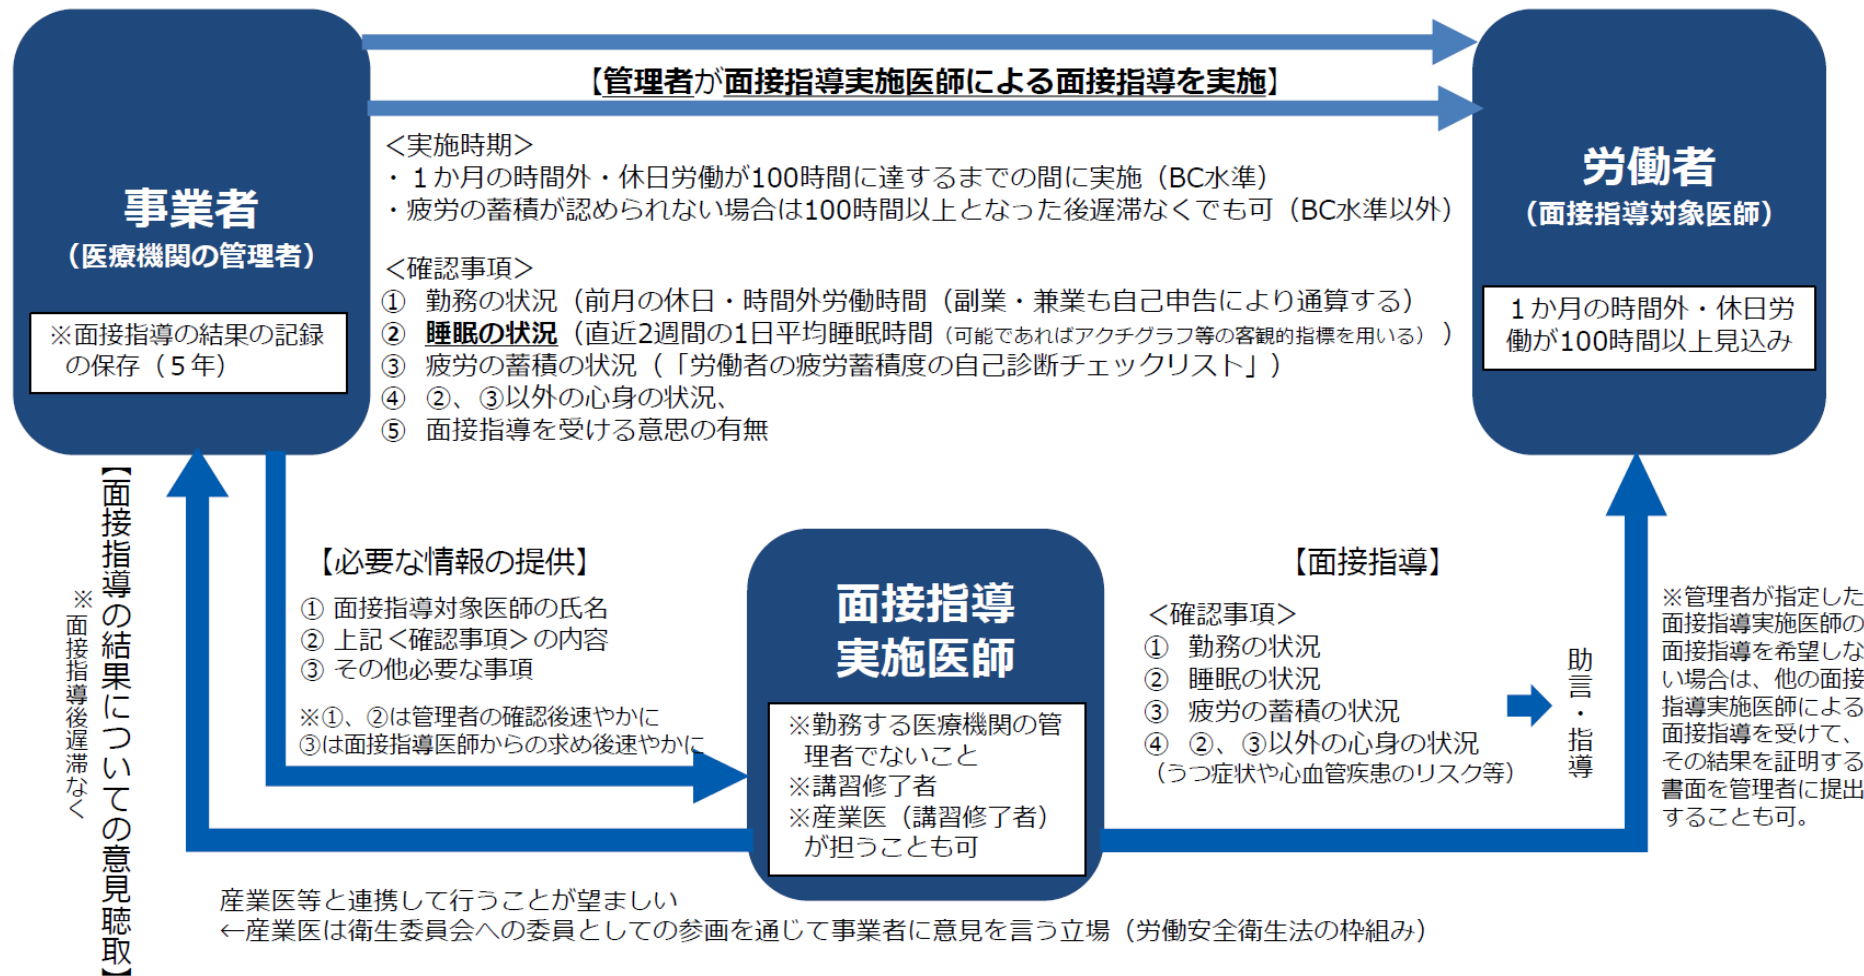 【管理者が面接指導実施医師による面接指導を実施】
事業者
（医療機関の管理者）
※面接指導の結果の記録
の保存（５年）
＜実施時期＞
・１か月の時間外・休日労働が100時間に達するまでの間に実施（BC水準）
・疲労の蓄積が認められない場合は100時間以上となった後遅滞なくでも可（BC水準以外）
＜確認事項＞
① 勤務の状況（前月の休日・時間外労働時間（副業・兼業も自己申告により通算する）
② 睡眠の状況（直近2週間の1日平均睡眠時間（可能であればアクチグラフ等の客観的指標を用いる））
③ 疲労の蓄積の状況（「労働者の疲労蓄積度の自己診断チェックリスト」）
④ ②、③以外の心身の状況、
⑤ 面接指導を受ける意思の有無
労働者
（面接指導対象医師）
１か月の時間外・休日労
働が100時間以上見込み
【面接指導の結果についての意見聴取】
※面接指導後遅滞なく
【必要な情報の提供】
① 面接指導対象医師の氏名
② 上記＜確認事項＞の内容
③ その他必要な事項
※①、②は管理者の確認後速やかに
③は面接指導医師からの求め後速やかに
面接指導
実施医師
※勤務する医療機関の管
理者でないこと
※講習修了者
※産業医（講習修了者）
が担うことも可
【面接指導】
＜確認事項＞
① 勤務の状況
② 睡眠の状況
③ 疲労の蓄積の状況
④ ②、③以外の心身の状況
（うつ症状や心血管疾患のリスク等）
助言・指導
※管理者が指定した
面接指導実施医師の
面接指導を希望しな
い場合は、他の面接
指導実施医師による
面接指導を受けて、
その結果を証明する
書面を管理者に提出
することも可。
産業医等と連携して行うことが望ましい
←産業医は衛生委員会への委員としての参画を通じて事業者に意見を言う立場（労働安全衛生法の枠組み）